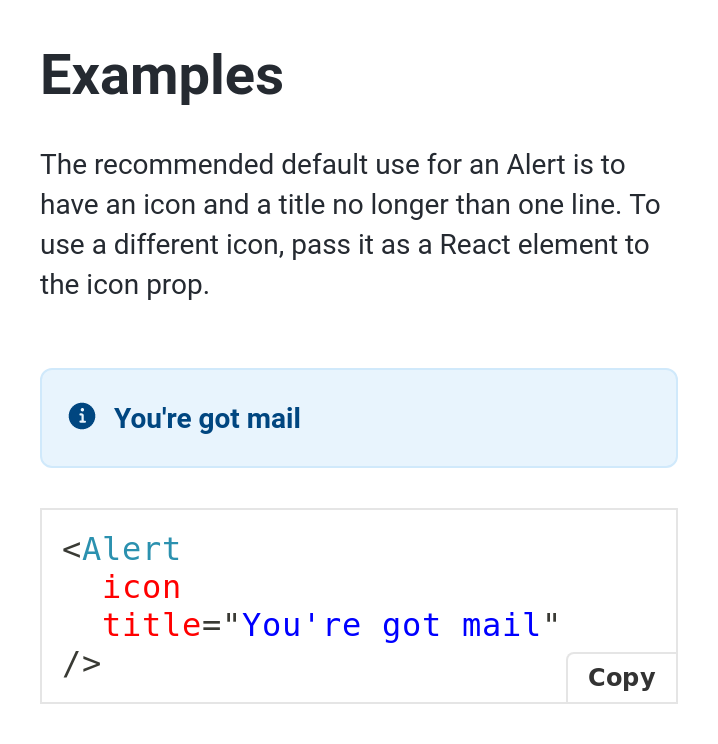 Examples
The recommended default use for an Alert is to
have an icon and a title no longer than one line. To
use a different icon, pass it as a React element to
the icon prop.
You're got mail
<Alert
  icon
  title="You're got mail"
/>
Copy